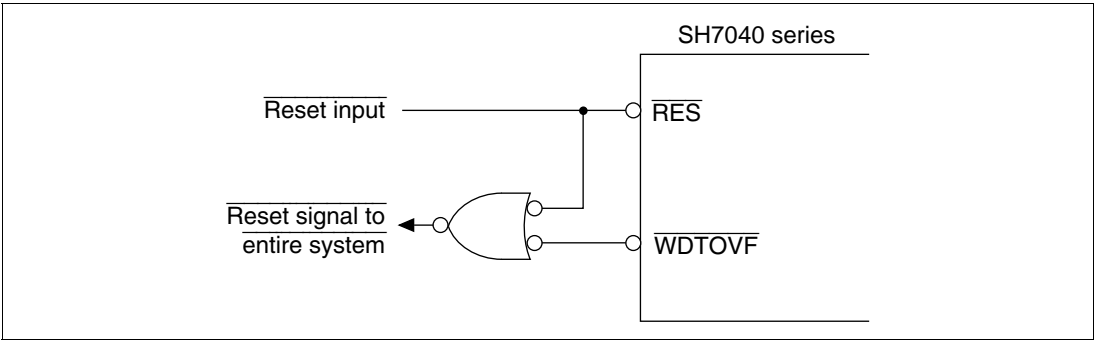 SH7040 series
Reset input
RES
Reset signal to
entire system
WDTOVF